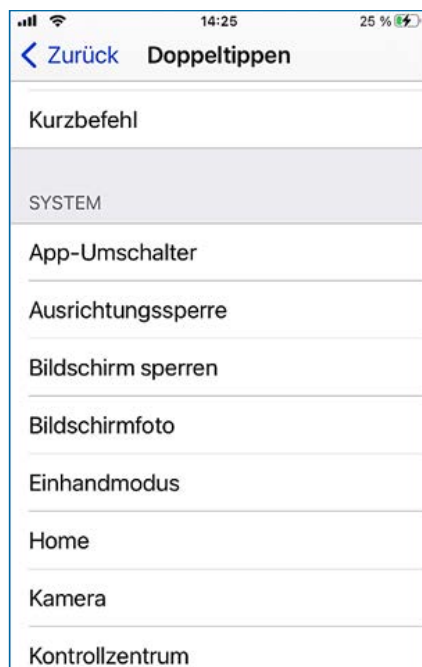 14:25
25 %
Zurück Doppeltippen
Kurzbefehl
SYSTEM
App-Umschalter
Ausrichtungssperre
Bildschirm sperren
Bildschirmfoto
Einhandmodus
Home
Kamera
Kontrollzentrum